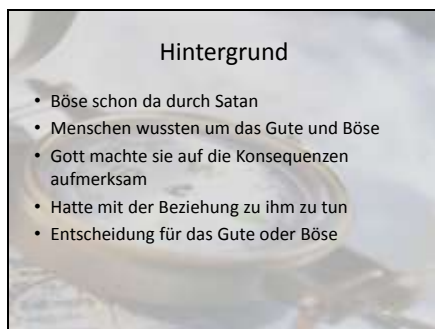 Hintergrund
• Böse schon da durch Satan
• Menschen wussten um das Gute und Böse
• Gott machte sie auf die Konsequenzen
aufmerksam
• Hatte mit der Beziehung zu ihm zu tun
• Entscheidung für das Gute oder Böse